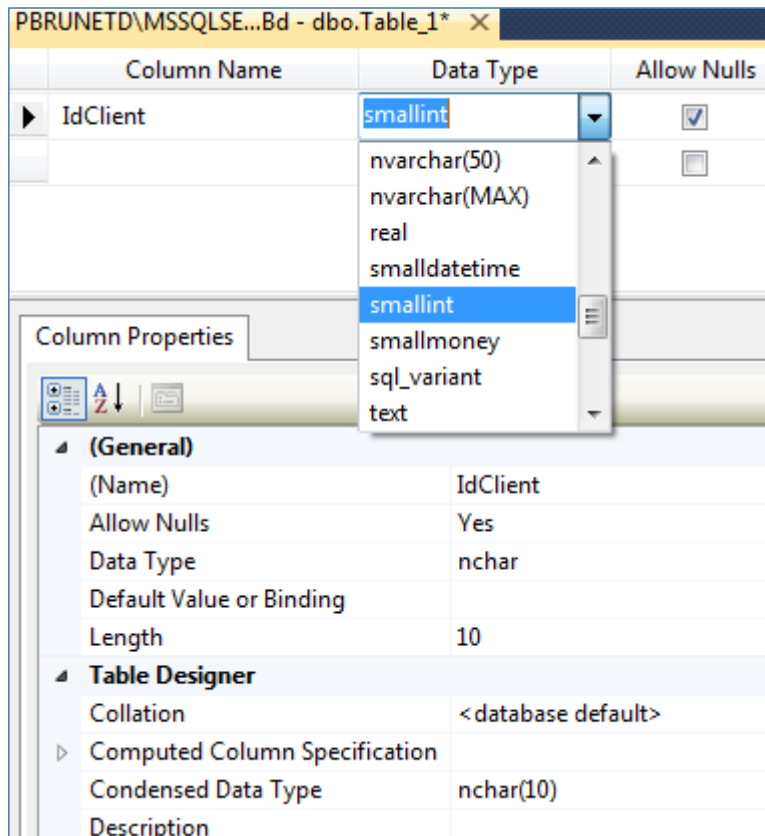 PBRUNETD\MSSQLSE...Bd - dbo.Table_1*
Column Name Data Type Allow Nulls
IdClient smallint
nvarchar(50)
nvarchar(MAX)
real
smalldatetime
smallint
smallmoney
sql_variant
text
Column Properties
A
Z
(General)
(Name) IdClient
Allow Nulls Yes
Data Type nchar
Default Value or Binding
Length 10
Table Designer
Collation <database default>
Computed Column Specification
Condensed Data Type nchar(10)
Description